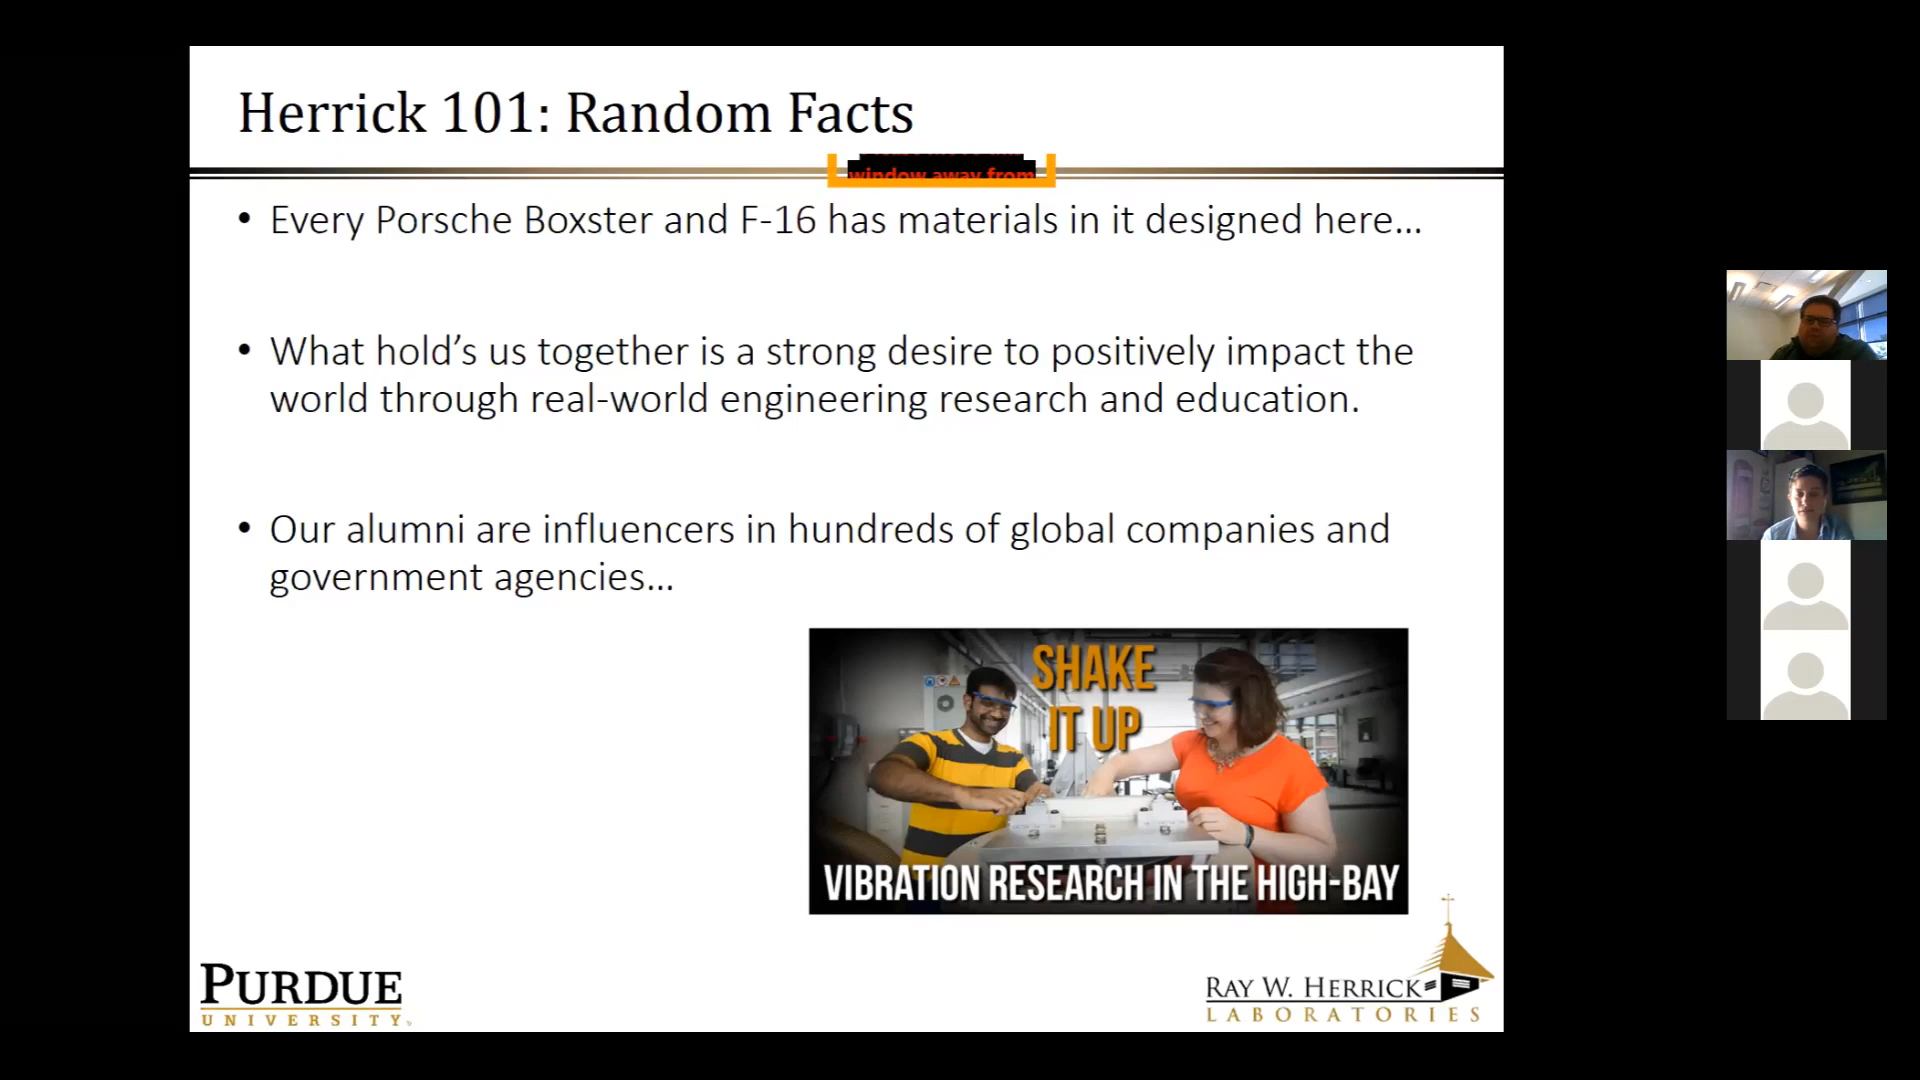 Herrick 101: Random Facts
window away from
• Every Porsche Boxster and F-16 has materials in it designed here…
• What hold’s us together is a strong desire to positively impact the
world through real-world engineering research and education.
• Our alumni are influencers in hundreds of global companies and
government agencies…
SHAKE
IT UP
VIBRATION RESEARCH IN THE HIGH-BAY
PURDUE
UNIVERSITY
RAY W. HERRICK
LABORATORIES